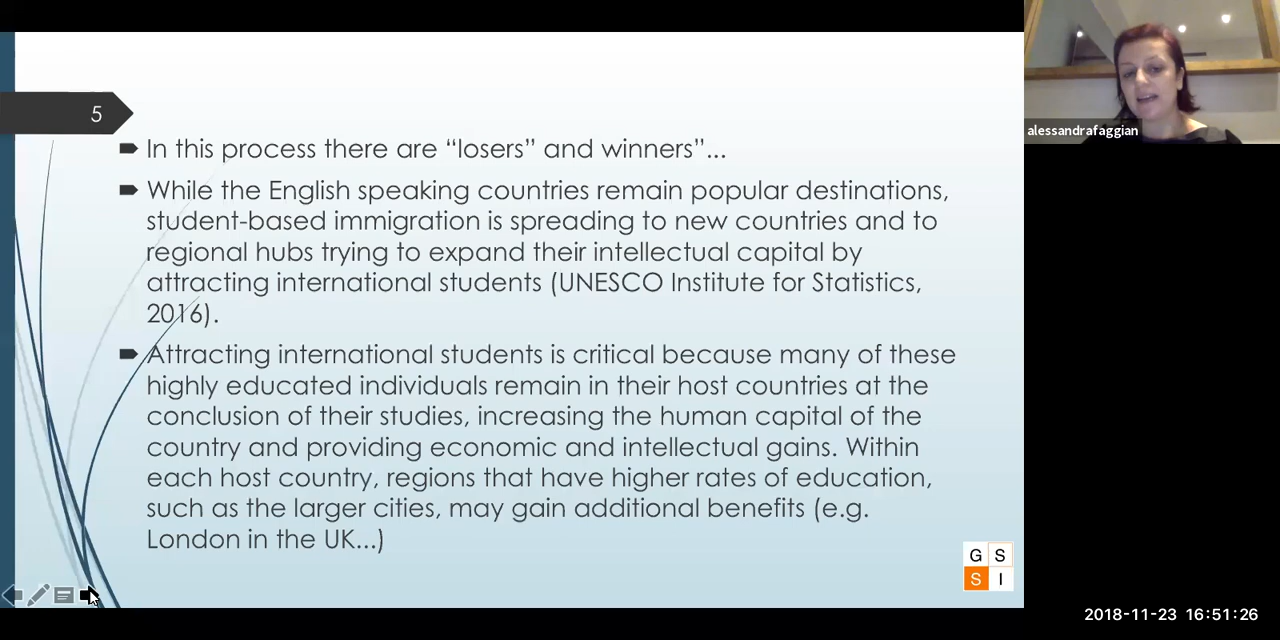 5
In this process there are “losers” and winners”...
While the English speaking countries remain popular destinations,
student-based immigration is spreading to new countries and to
regional hubs trying to expand their intellectual capital by
attracting international students (UNESCO Institute for Statistics,
2016).
Attracting international students is critical because many of these
highly educated individuals remain in their host countries at the
conclusion of their studies, increasing the human capital of the
country and providing economic and intellectual gains. Within
each host country, regions that have higher rates of education,
such as the larger cities, may gain additional benefits (e.g.
London in the UK...)
G S
S I
alessandrafaggian
2018-11-23 16:51:26